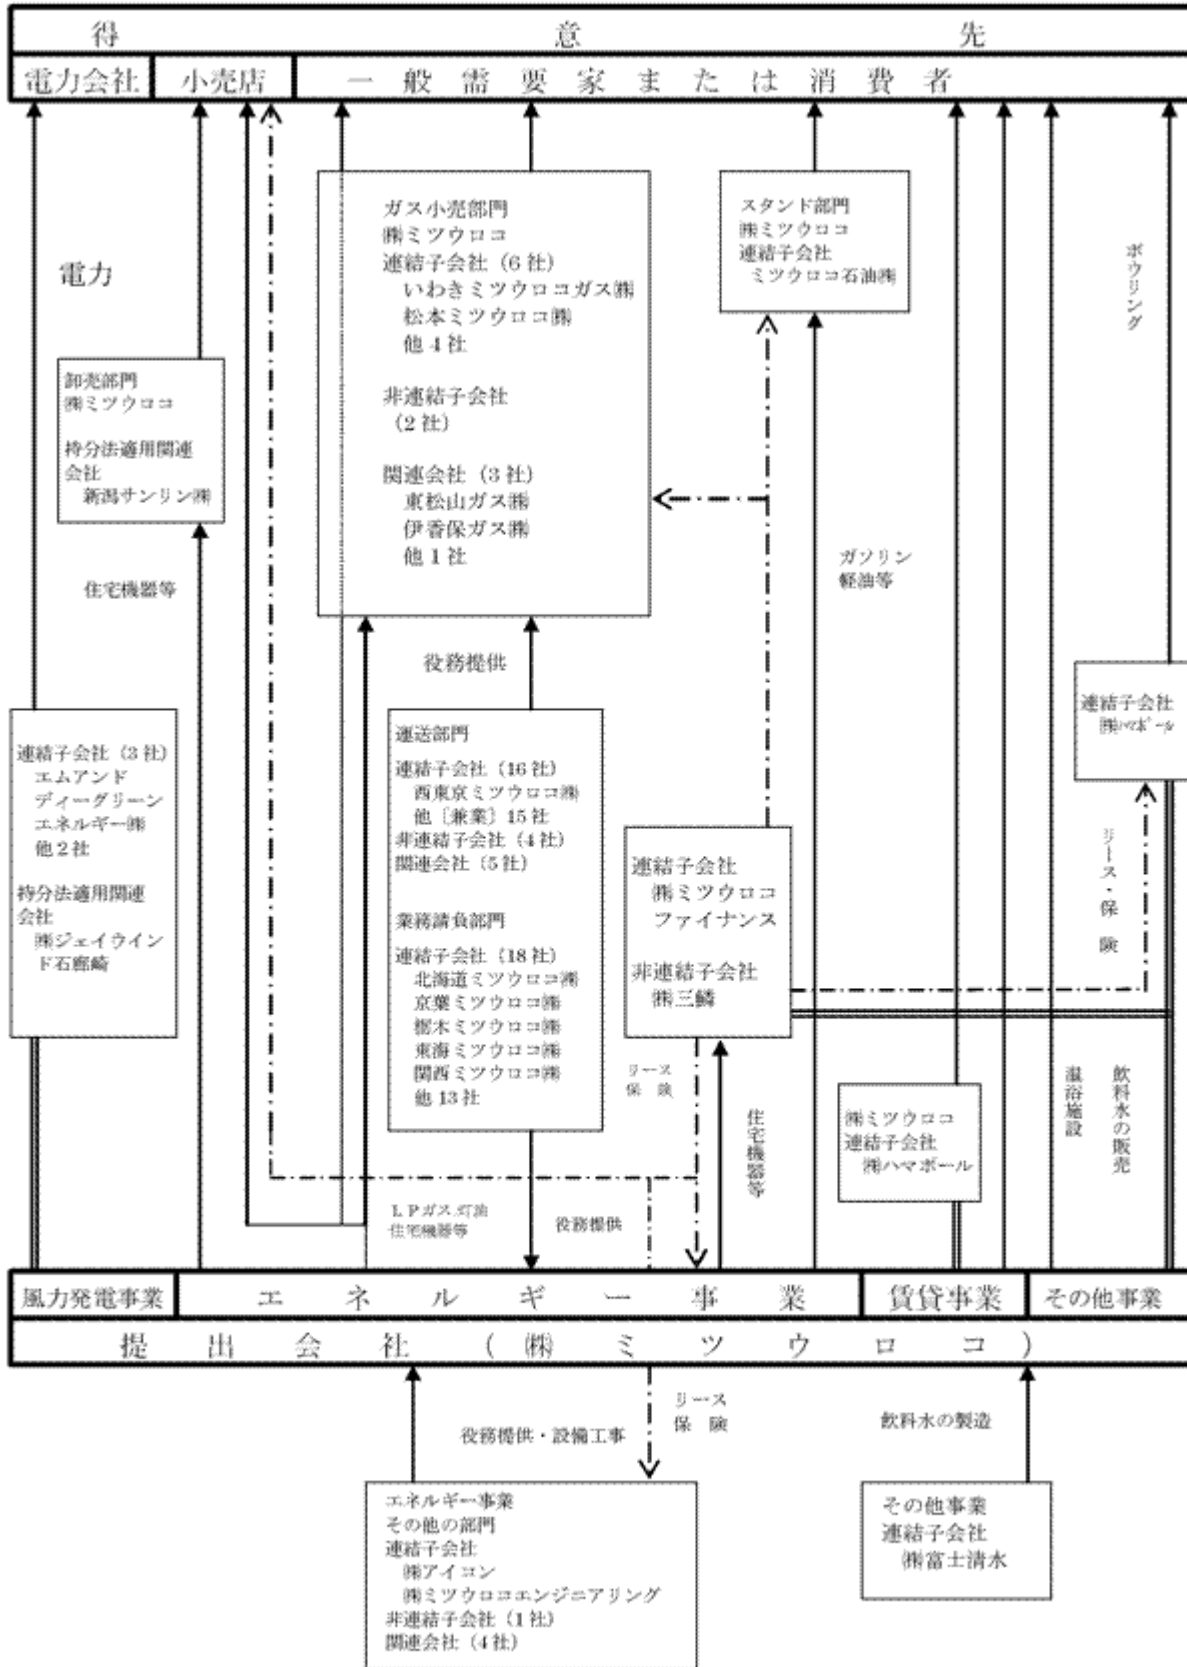 得意先
電力会社
小売店
一般需要家または消費者
電力
卸売部門
㈱ミツウロコ
持分法適用関連
会社
新潟サンリン㈱
住宅機器等
ガス小売部門
㈱ミツウロコ
連結子会社（6社）
いわきミツウロコガス㈱
松本ミツウロコ㈱
他4社
非連結子会社
（2社）
関連会社（3社）
東松山ガス㈱
伊香保ガス㈱
他1社
スタンド部門
㈱ミツウロコ
連結子会社
ミツウロコ石油㈱
ボウリング
ガソリン
軽油等
役務提供
連結子会社（3社）
エムアンド
ディーグリーン
エネルギー㈱
他2社
持分法適用関連
会社
㈱ジェイウイン
ド石廊崎
運送部門
連結子会社（16社）
西東京ミツウロコ㈱
他〔兼業〕15社
非連結子会社（4社）
関連会社（5社）
業務請負部門
連結子会社（18社）
北海道ミツウロコ㈱
京葉ミツウロコ㈱
栃木ミツウロコ㈱
東海ミツウロコ㈱
関西ミツウロコ㈱
他13社
連結子会社
㈱ミツウロコ
ファイナンス
非連結子会社
㈱三鱗
連結子会社
㈱ﾊﾏﾎﾞｰﾙ
リース・保険
リース
保険
住宅機器等
㈱ミツウロコ
連結子会社
㈱ハマボール
温浴施設
飲料水の販売
ＬＰガス,灯油
住宅機器等
役務提供
風力発電事業
エネルギー事業
賃貸事業
その他事業
提出会社（㈱ミツウロコ）
役務提供・設備工事
リース
保険
飲料水の製造
エネルギー事業
その他の部門
連結子会社
㈱アイコン
㈱ミツウロコエンジニアリング
非連結子会社（1社）
関連会社（4社）
その他事業
連結子会社
㈱富士清水